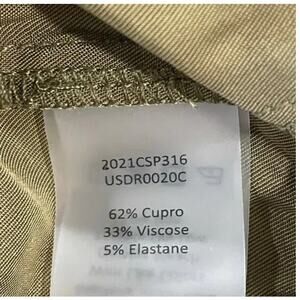 2021CSP316
USDR0020C
62% Cupro
33% Viscose
5% Elastane